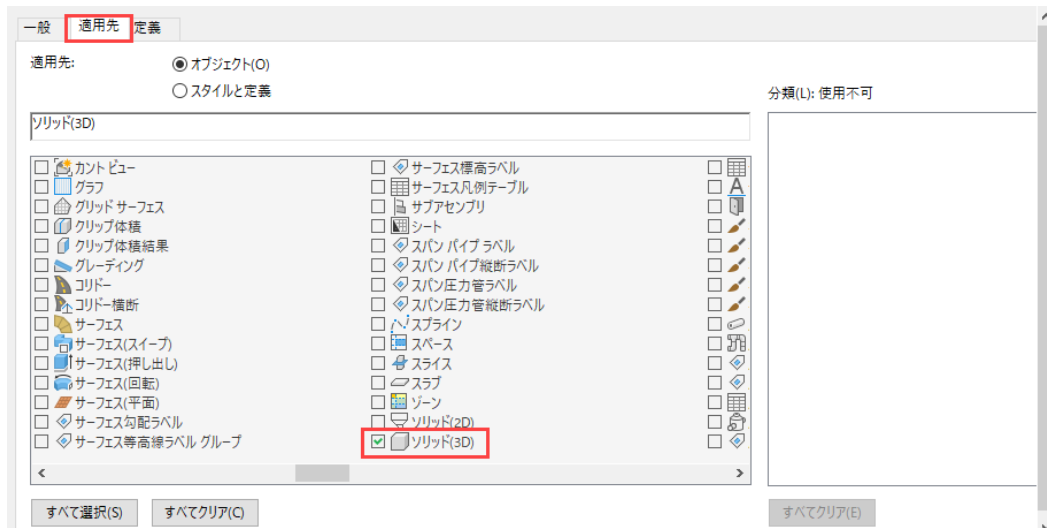 一般 適用先 定義
適用先: オブジェクト(O)
スタイルと定義
分類(L): 使用不可
ソリッド(3D)
カント ビュー
グラフ
グリッド サーフェス
クリップ体積
クリップ体積結果
グレーディング
コリドー
コリドー横断
サーフェス
サーフェス(スイープ)
サーフェス(押し出し)
サーフェス(回転)
サーフェス(平面)
サーフェス勾配ラベル
サーフェス等高線ラベル グループ
サーフェス標高ラベル
サーフェス凡例テーブル
サブアセンブリ
シート
スパン パイプ ラベル
スパン パイプ縦断ラベル
スパン圧力管ラベル
スパン圧力管縦断ラベル
スプライン
スペース
スライス
スラブ
ゾーン
ソリッド(2D)
ソリッド(3D)
すべて選択(S) すべてクリア(C) すべてクリア(E)